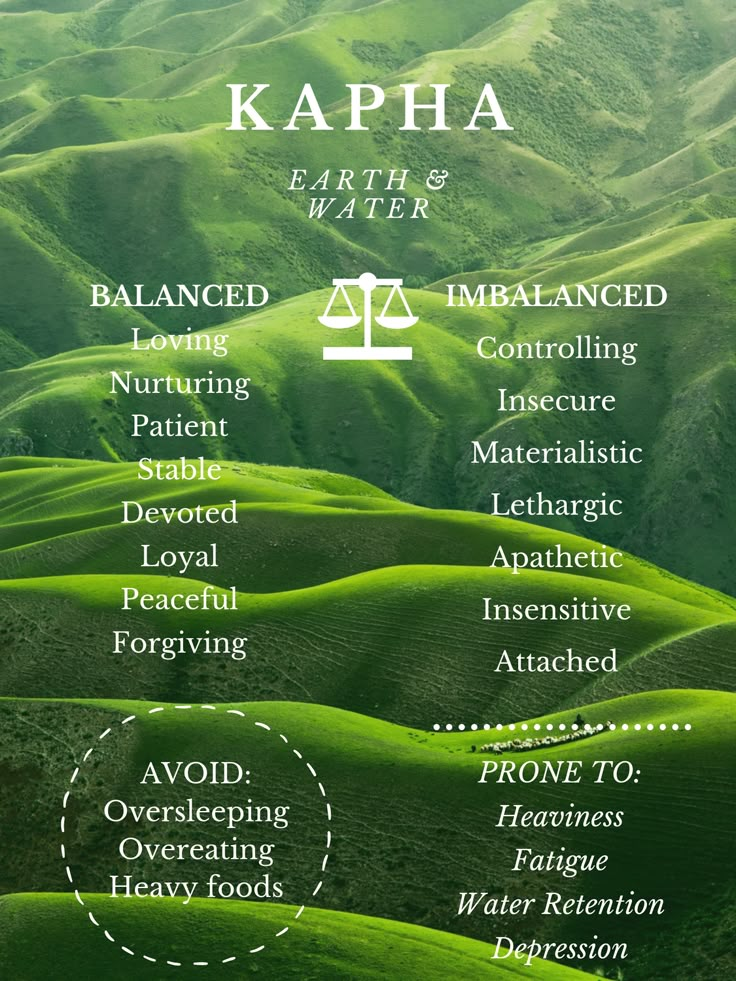 KAPHA
EARTH &
WATER
BALANCED
Loving
Nurturing
Patient
Stable
Devoted
Loyal
Peaceful
Forgiving
IMBALANCED
Controlling
Insecure
Materialistic
Lethargic
Apathetic
Insensitive
Attached
AVOID:
Oversleeping
Overeating
Heavy foods
PRONE TO:
Heaviness
Fatigue
Water Retention
Depression